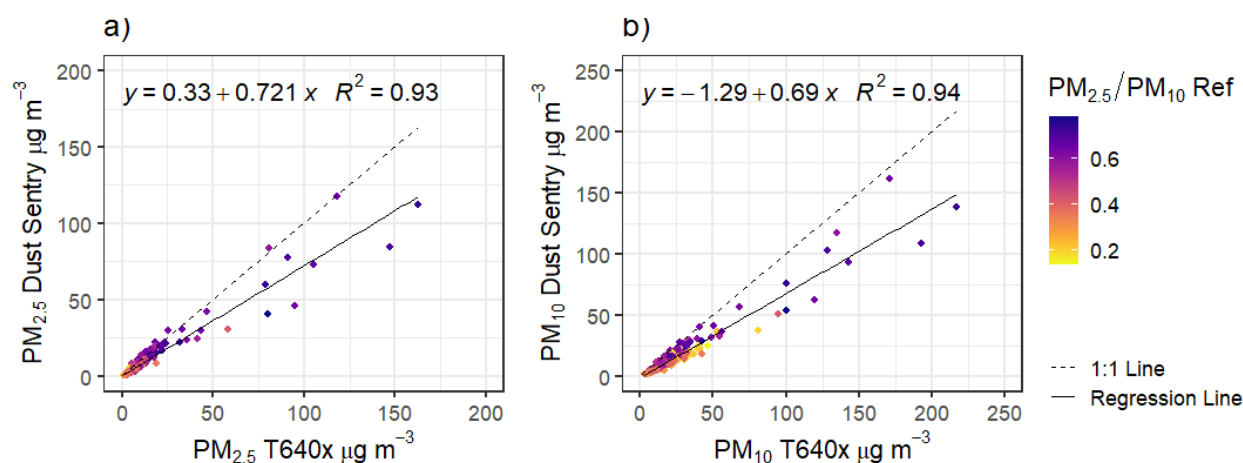 a)
y = 0.33 + 0.721 x R² = 0.93
PM₂.₅ Dust Sentry μg m⁻³
200
150
100
50
0
0 50 100 150 200
PM₂.₅ T640x μg m⁻³
b)
y = −1.29 + 0.69 x R² = 0.94
PM₁₀ Dust Sentry μg m⁻³
250
200
150
100
50
0
0 50 100 150 200 250
PM₁₀ T640x μg m⁻³
PM₂.₅/PM₁₀ Ref
0.6
0.4
0.2
1:1 Line
Regression Line